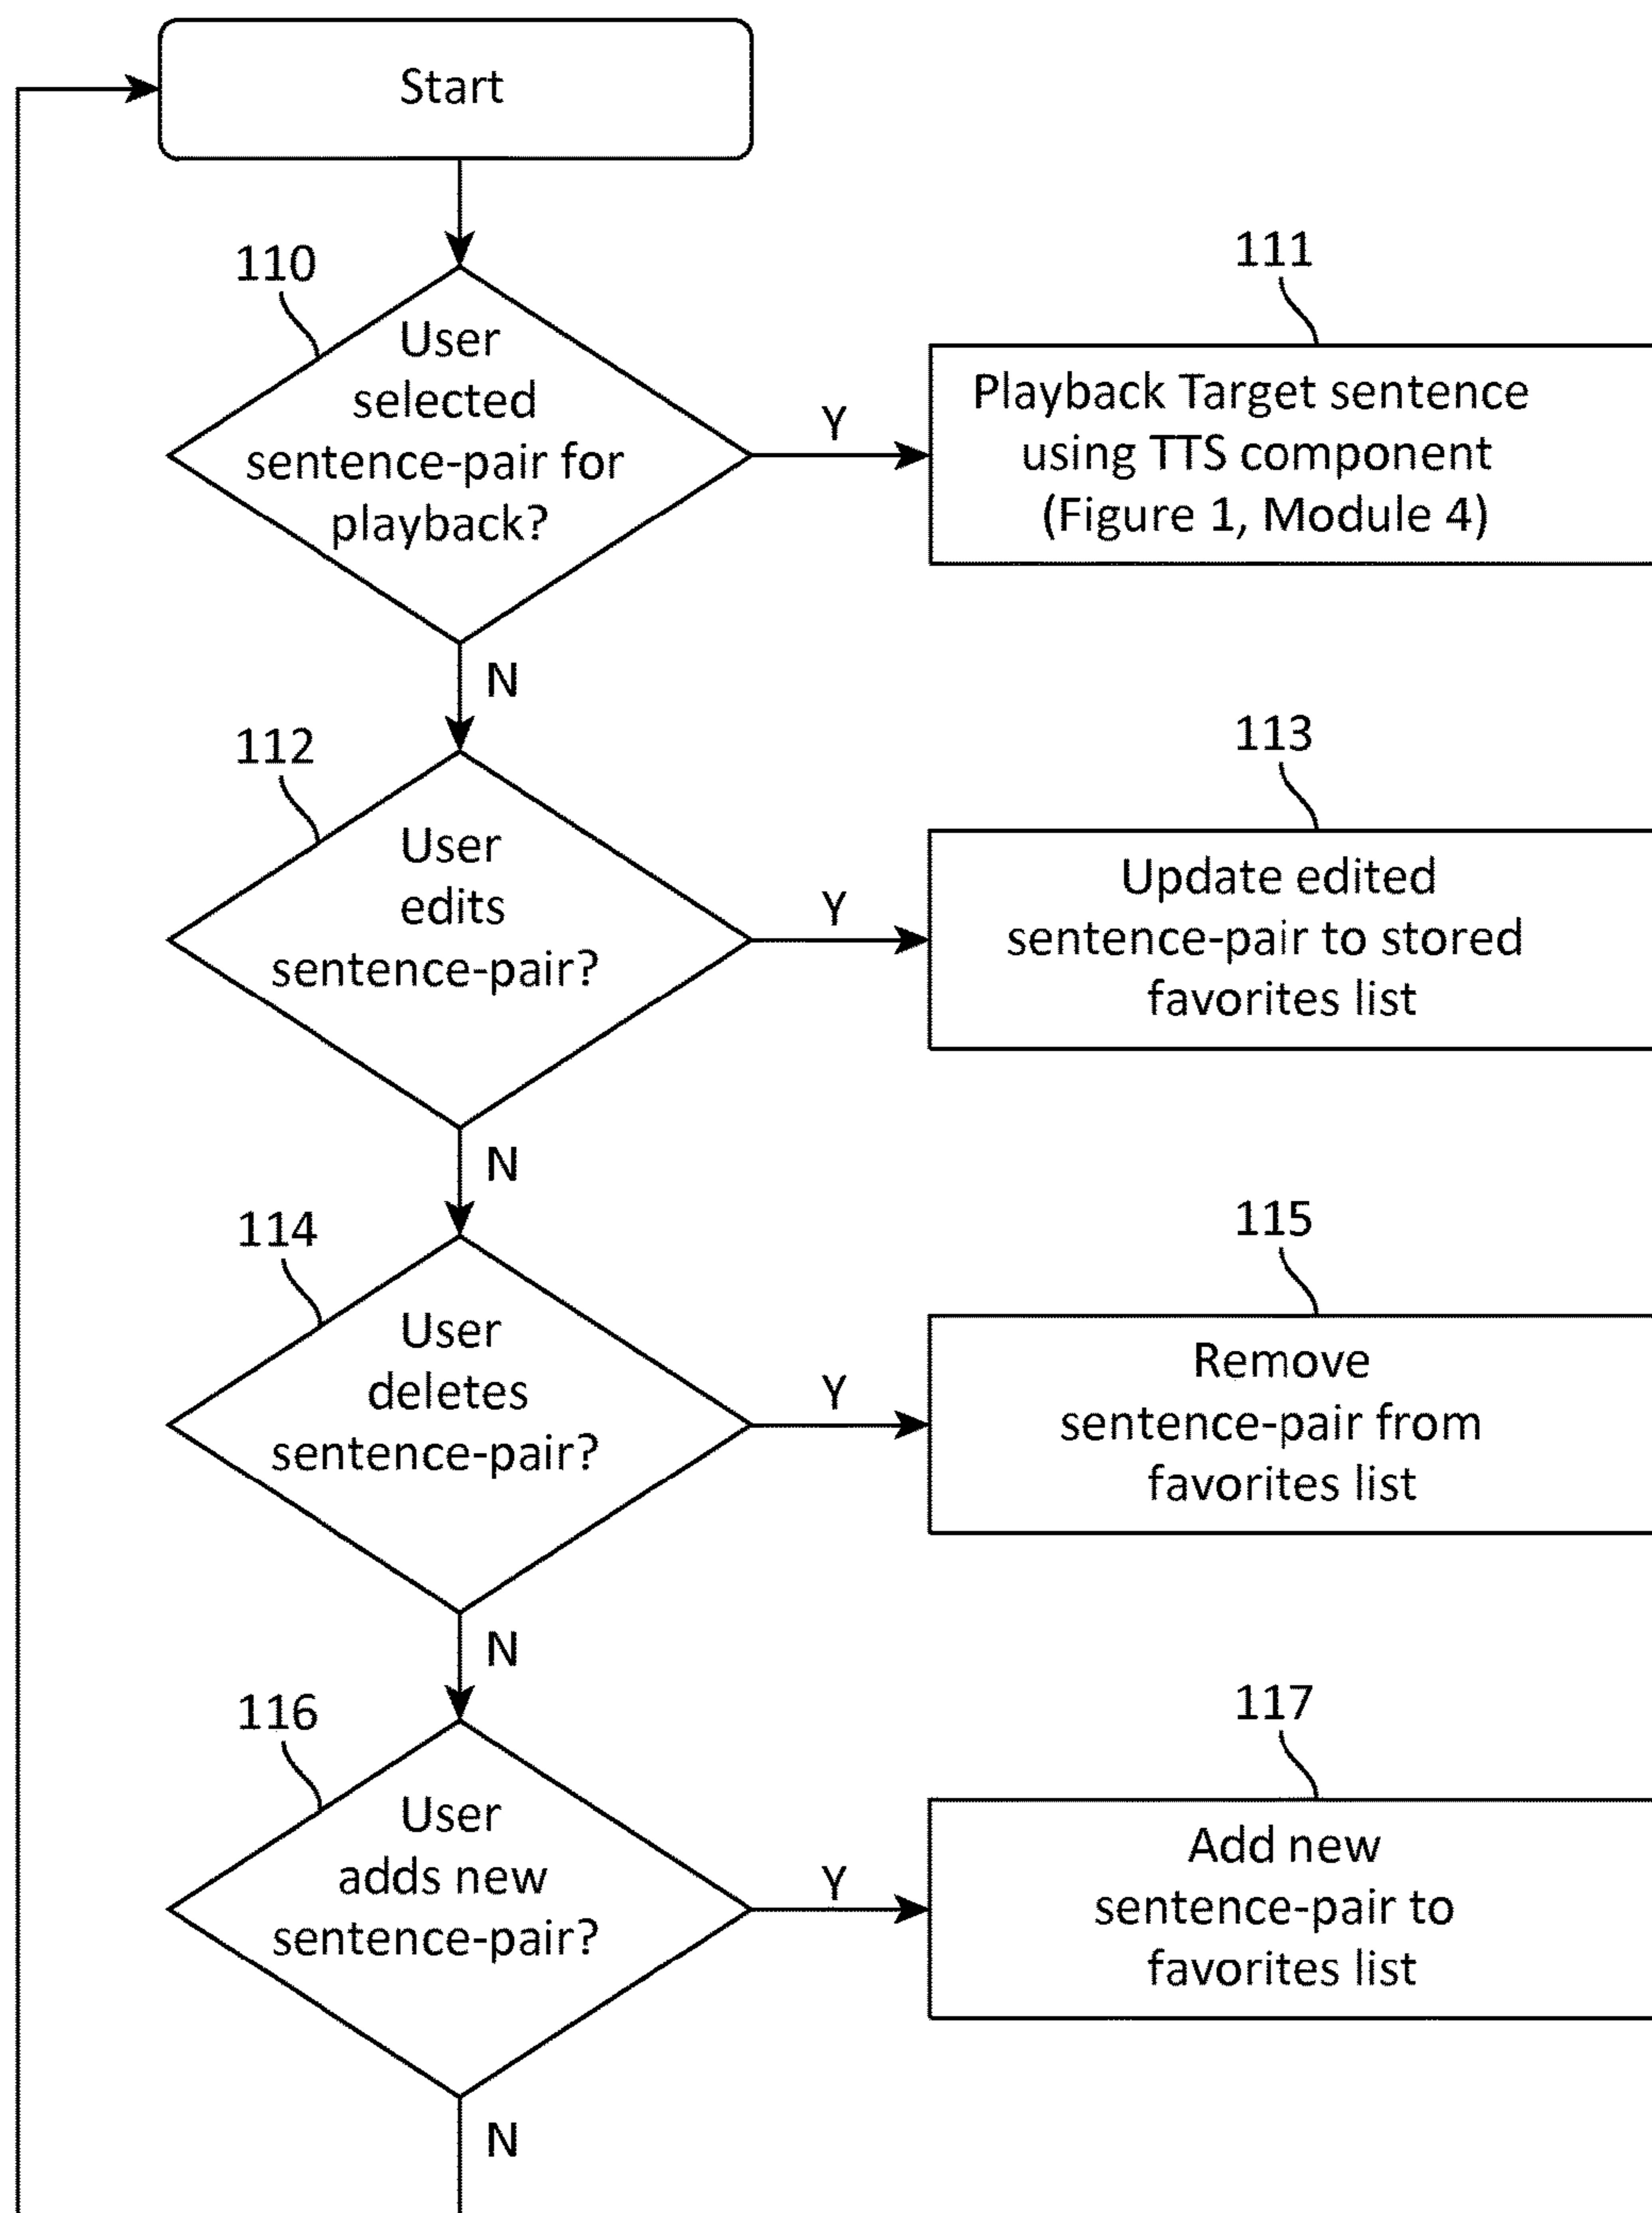 Start
110
User
selected
sentence-pair for
playback?
Y
111
Playback Target sentence
using TTS component
(Figure 1, Module 4)
N
112
User
edits
sentence-pair?
Y
113
Update edited
sentence-pair to stored
favorites list
N
114
User
deletes
sentence-pair?
Y
115
Remove
sentence-pair from
favorites list
N
116
User
adds new
sentence-pair?
Y
117
Add new
sentence-pair to
favorites list
N